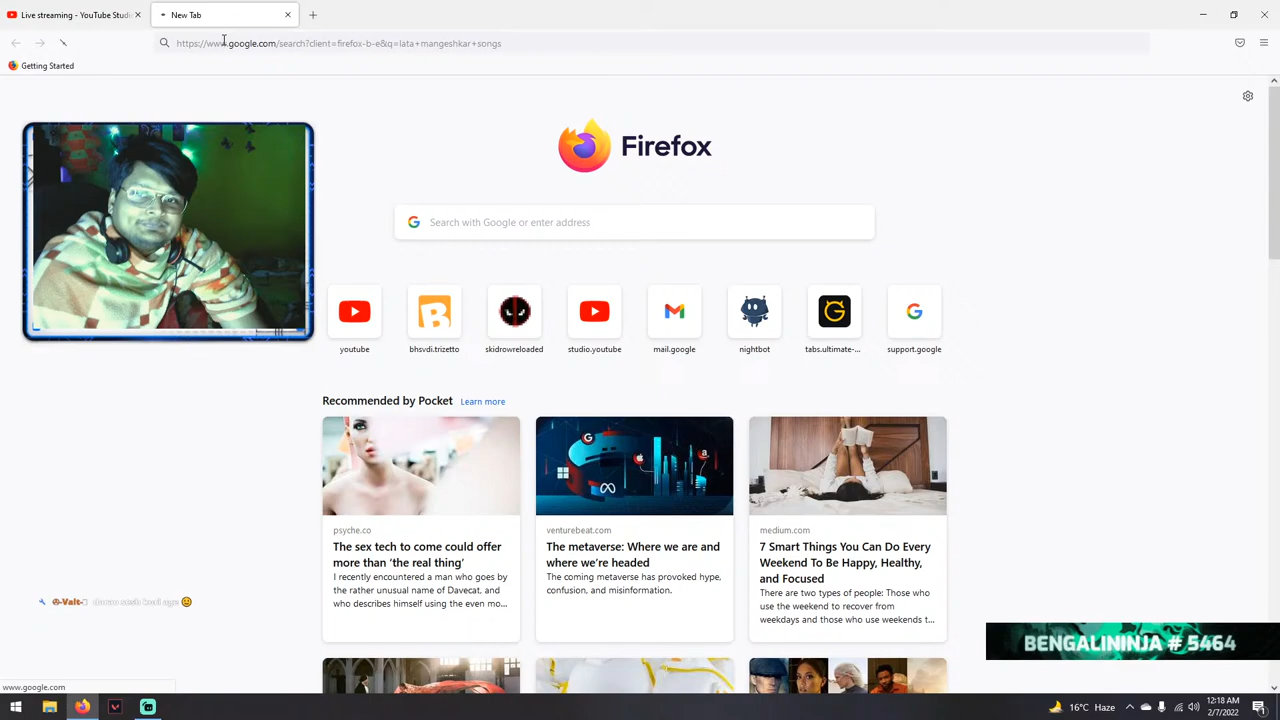 Live streaming - YouTube Studi
New Tab
https://www.google.com/search?client=firefox-b-e&q=lata+mangeshkar+songs
Getting Started
Firefox
Search with Google or enter address
youtube
bhsvdi.trizetto
skidrowreloaded
studio.youtube
mail.google
nightbot
tabs.ultimate-...
support.google
Recommended by Pocket Learn more
psyche.co
The sex tech to come could offer
more than ‘the real thing’
I recently encountered a man who goes by
the rather unusual name of Davecat, and
who describes himself using the even mo...
venturebeat.com
The metaverse: Where we are and
where we’re headed
The coming metaverse has provoked hype,
confusion, and misinformation.
medium.com
7 Smart Things You Can Do Every
Weekend To Be Happy, Healthy,
and Focused
There are two types of people: Those who
use the weekend to recover from
weekdays and those who use weekends t...
BENGALININJA # 5464
www.google.com
16°C Haze
12:18 AM
2/7/2022